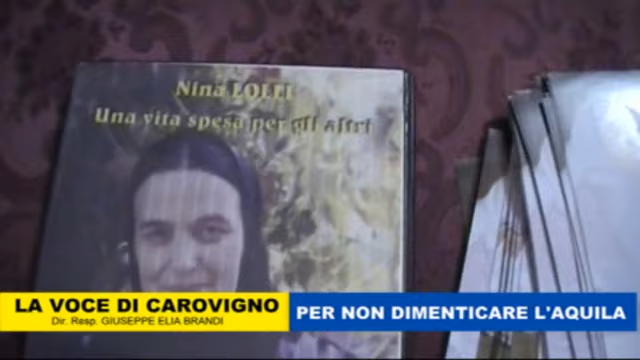 Nina LOLLI
Una vita spesa per gli altri
LA VOCE DI CAROVIGNO
Dir. Resp. GIUSEPPE ELIA BRANDI
PER NON DIMENTICARE L'AQUILA